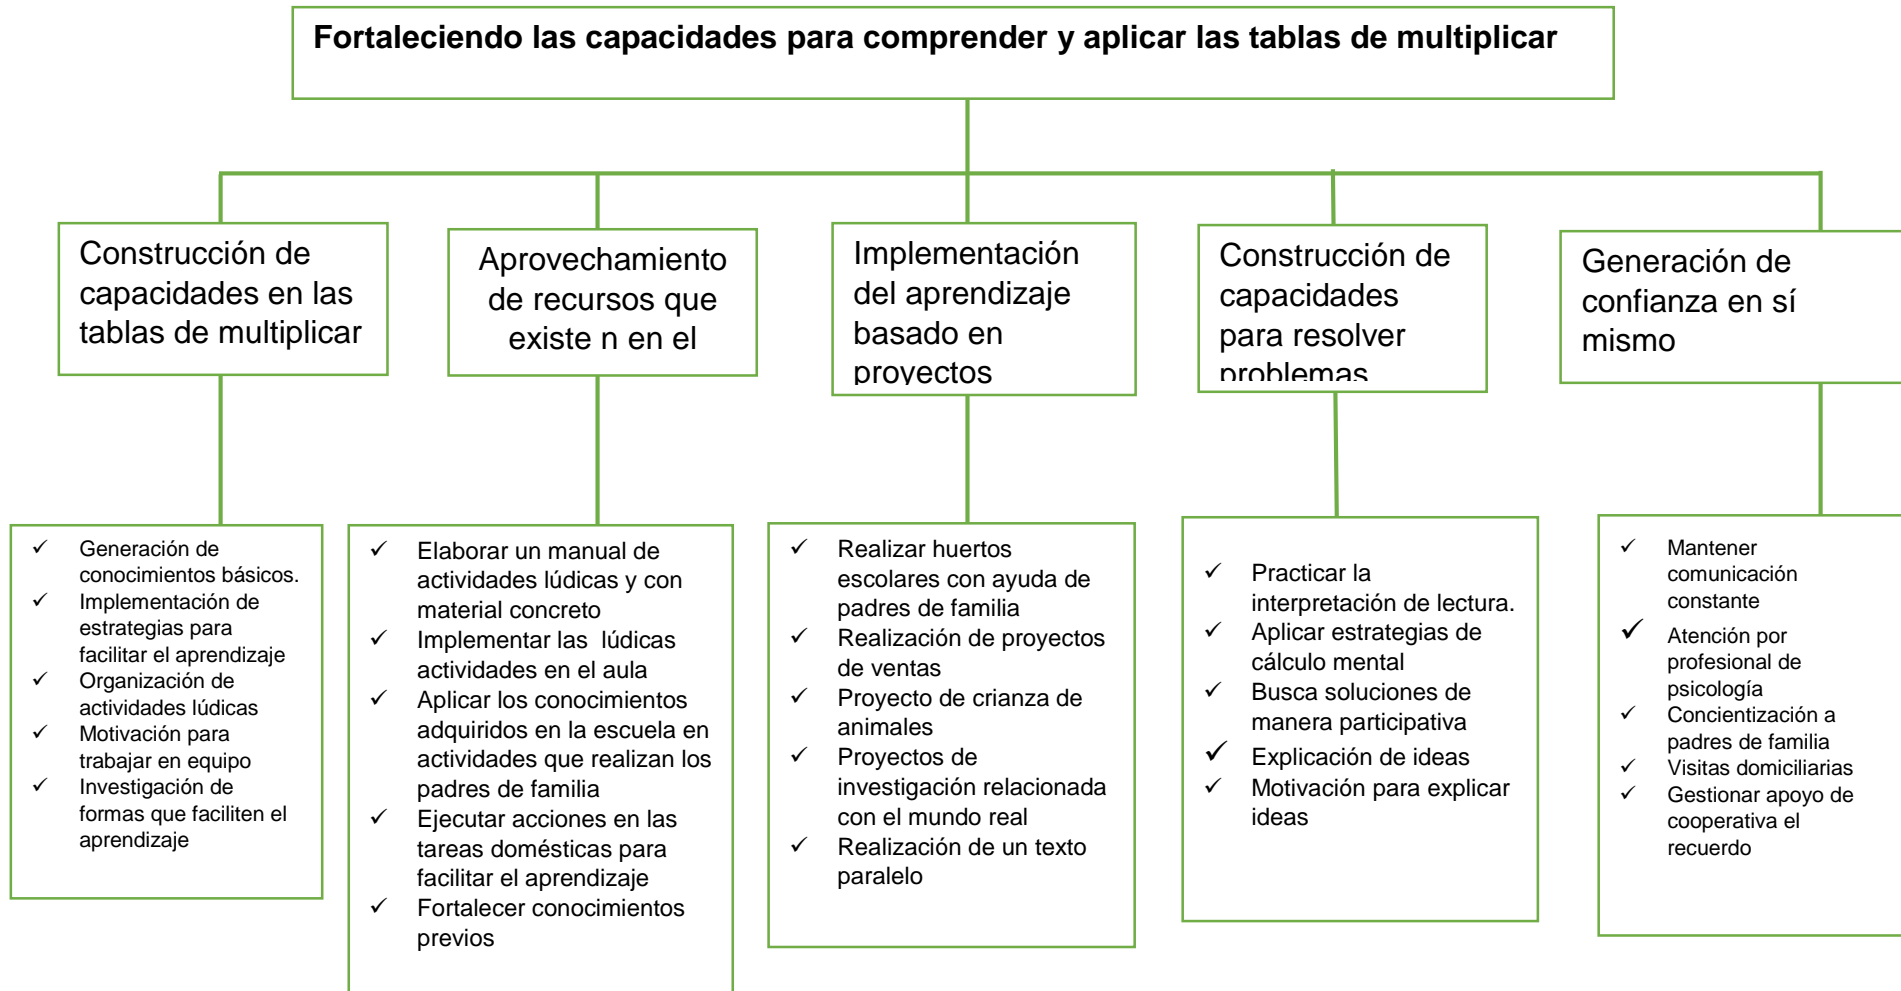 Fortaleciendo las capacidades para comprender y aplicar las tablas de multiplicar
Construcción de
capacidades en las
tablas de multiplicar
Aprovechamiento
de recursos que
existe n en el
Implementación
del aprendizaje
basado en
proyectos
Construcción de
capacidades
para resolver
problemas
Generación de
confianza en sí
mismo
✓ Generación de
conocimientos básicos.
✓ Implementación de
estrategias para
facilitar el aprendizaje
✓ Organización de
actividades lúdicas
✓ Motivación para
trabajar en equipo
✓ Investigación de
formas que faciliten el
aprendizaje
✓ Elaborar un manual de
actividades lúdicas y con
material concreto
✓ Implementar las lúdicas
actividades en el aula
✓ Aplicar los conocimientos
adquiridos en la escuela en
actividades que realizan los
padres de familia
✓ Ejecutar acciones en las
tareas domésticas para
facilitar el aprendizaje
✓ Fortalecer conocimientos
previos
✓ Realizar huertos
escolares con ayuda de
padres de familia
✓ Realización de proyectos
de ventas
✓ Proyecto de crianza de
animales
✓ Proyectos de
investigación relacionada
con el mundo real
✓ Realización de un texto
paralelo
✓ Practicar la
interpretación de lectura.
✓ Aplicar estrategias de
cálculo mental
✓ Busca soluciones de
manera participativa
✓ Explicación de ideas
✓ Motivación para explicar
ideas
✓ Mantener
comunicación
constante
✓ Atención por
profesional de
psicología
✓ Concientización a
padres de familia
✓ Visitas domiciliarias
✓ Gestionar apoyo de
cooperativa el
recuerdo